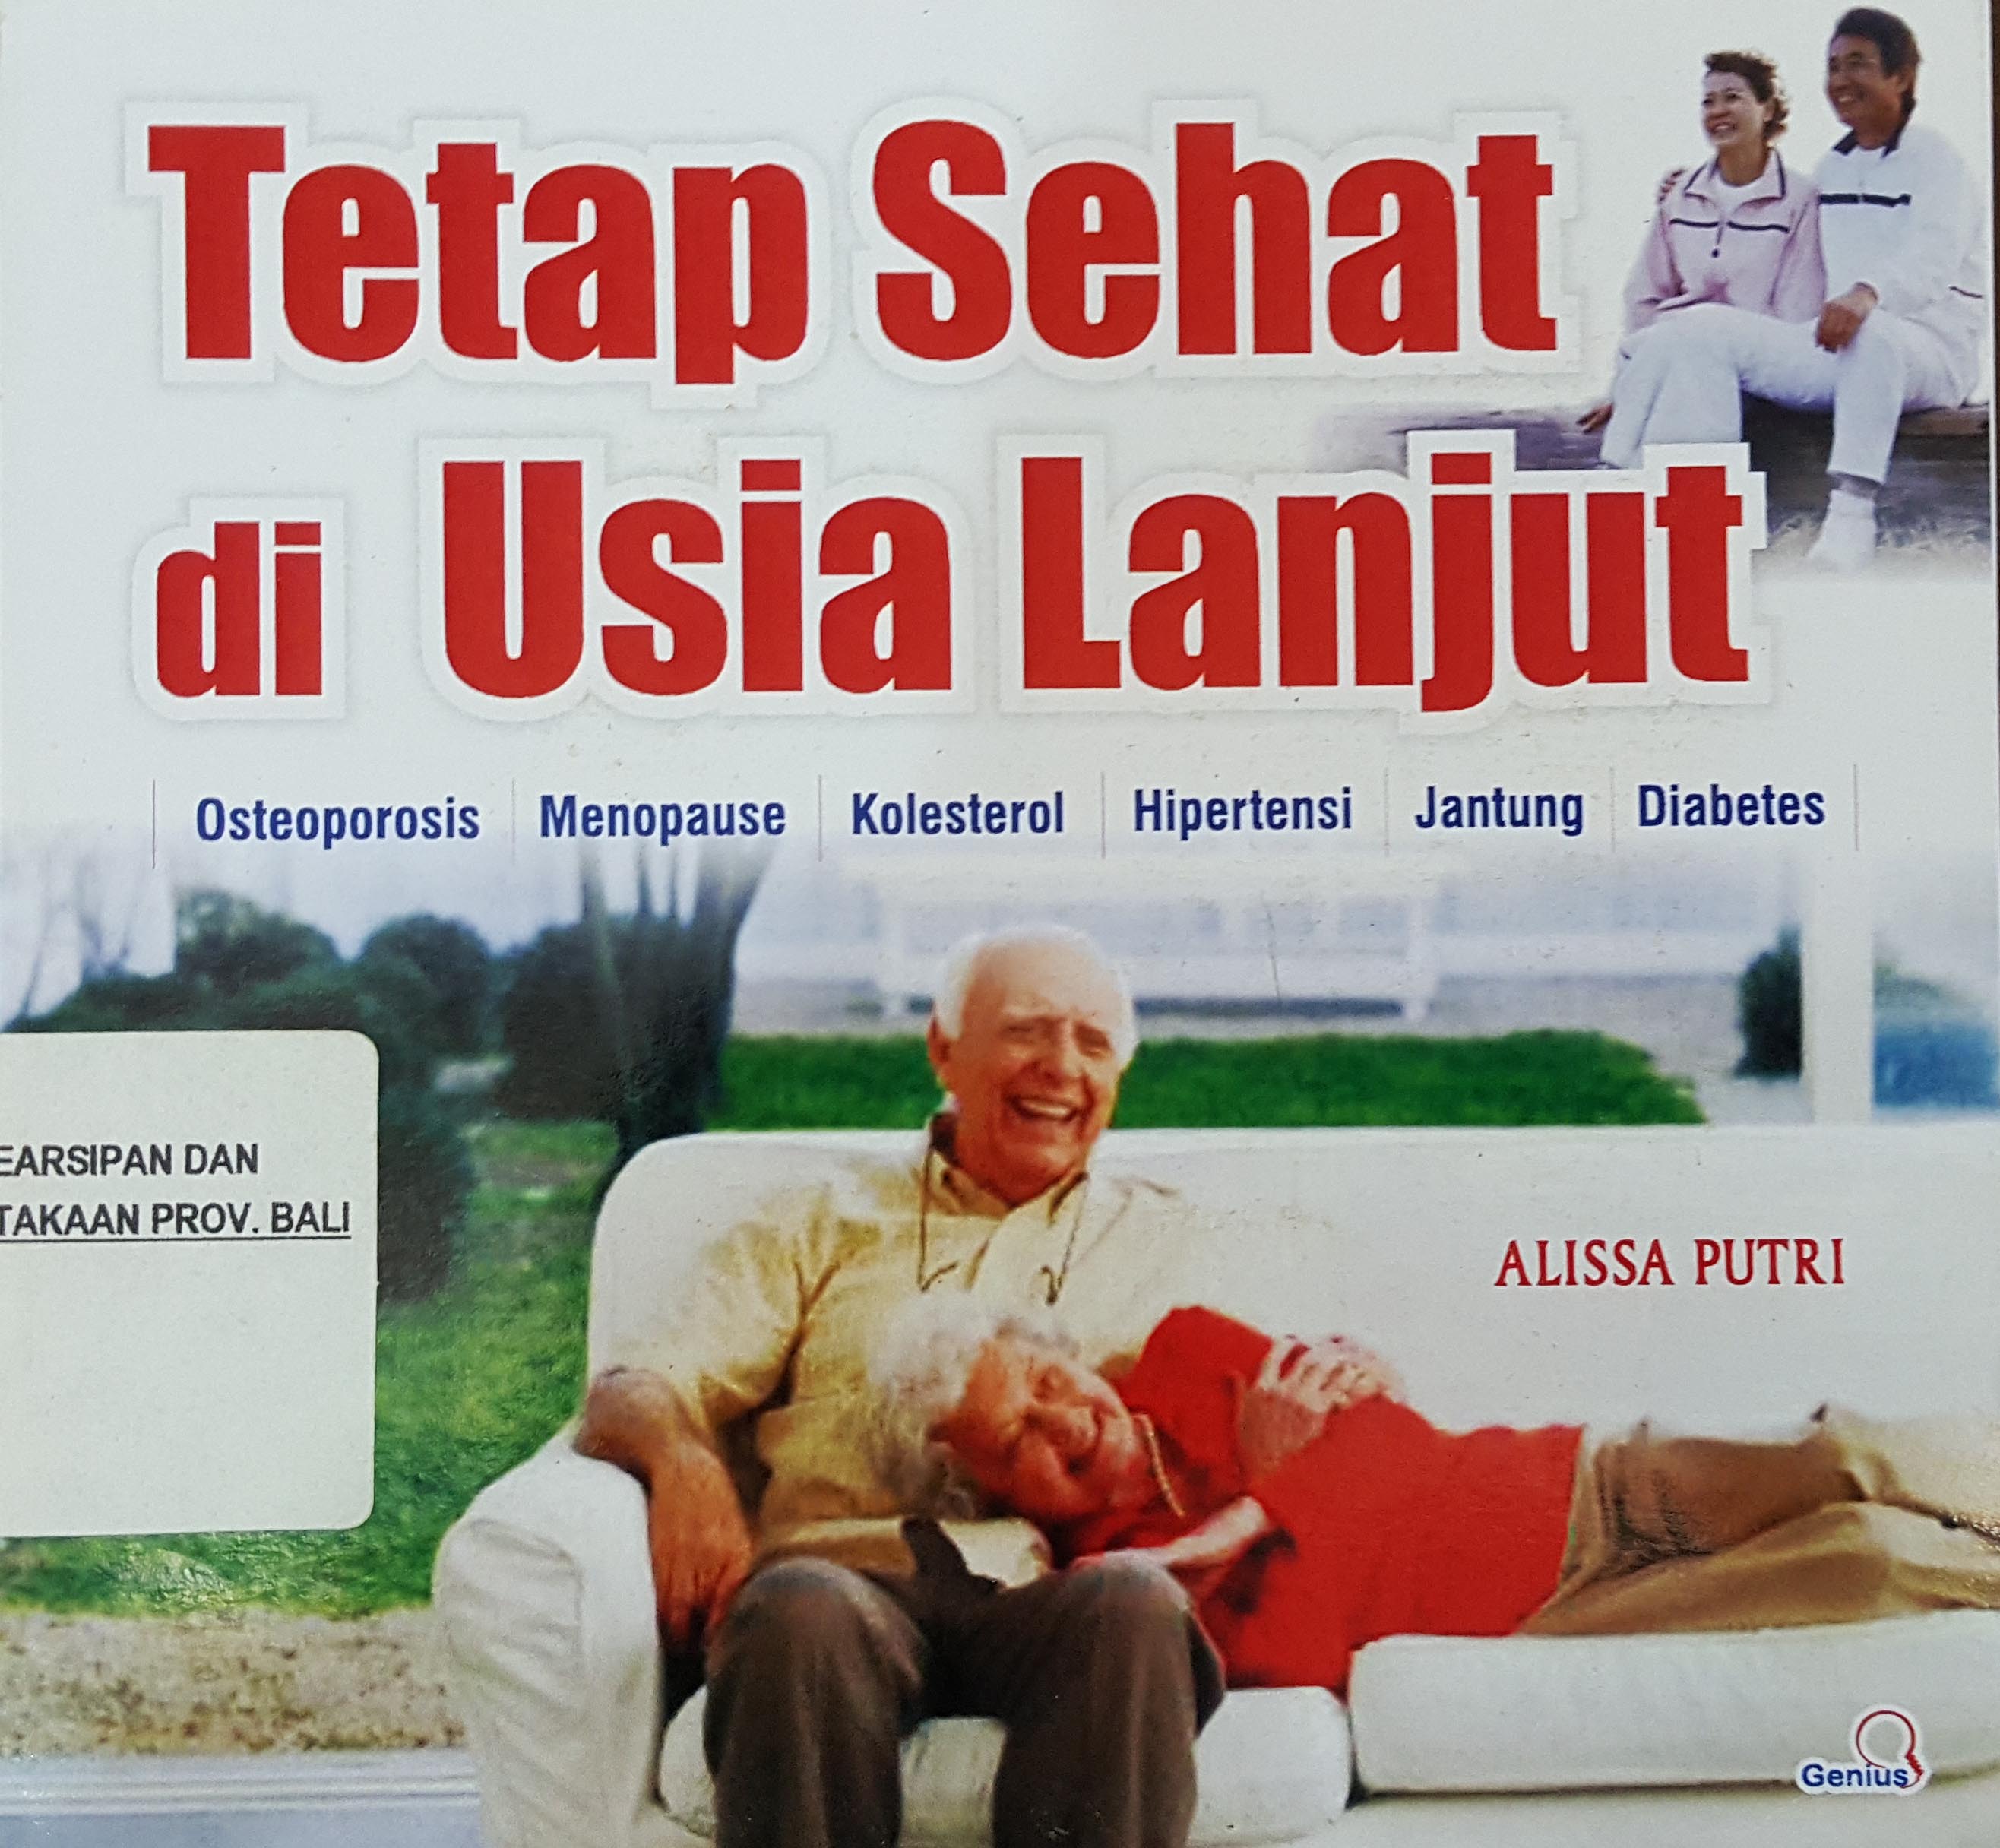 Tetap Sehat
di Usia Lanjut
Osteoporosis Menopause Kolesterol Hipertensi Jantung Diabetes
EARSIPAN DAN
TAKAAN PROV. BALI
ALISSA PUTRI
Genius